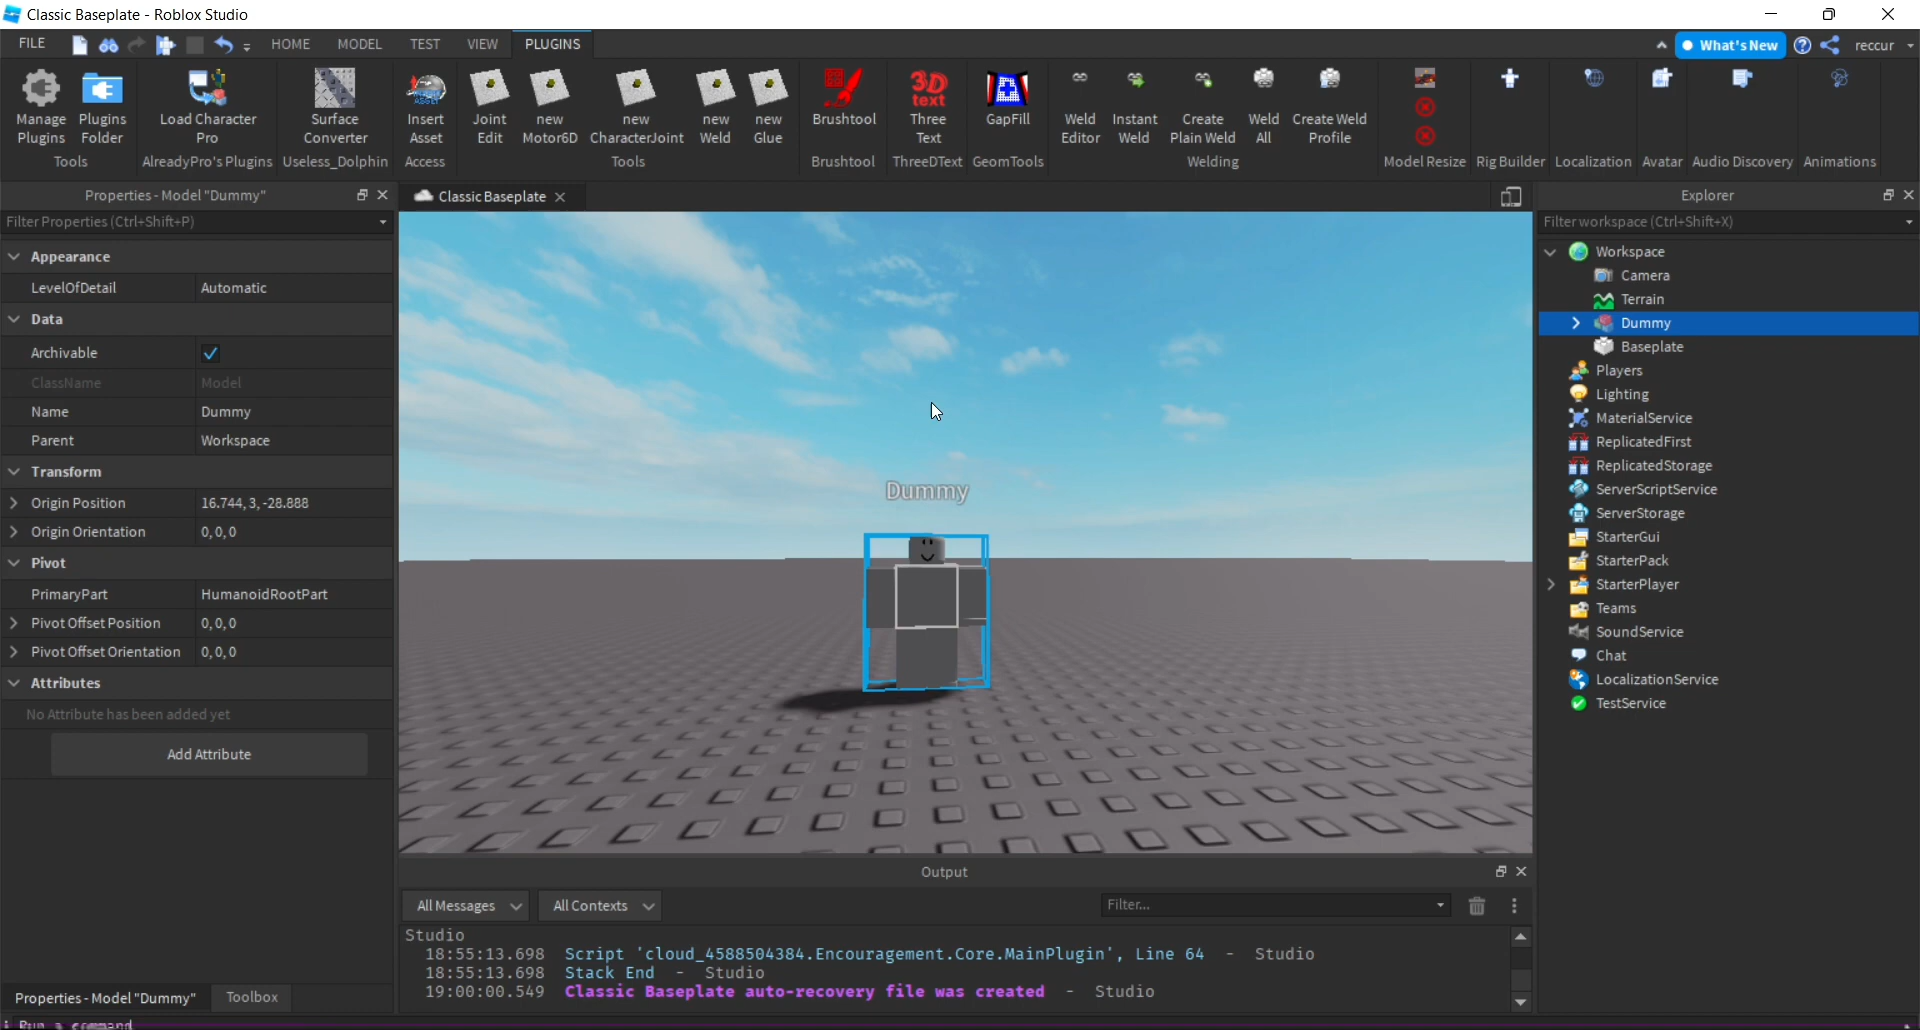 Classic Baseplate - Roblox Studio
FILE HOME MODEL TEST VIEW PLUGINS What's New reccur
Manage Plugins
Plugins Folder
Tools
Load Character Pro
AlreadyPro's Plugins
Surface Converter
Useless_Dolphin
Insert Asset
Access
Joint Edit
new Motor6D
new CharacterJoint
new Weld
new Glue
Tools
Brushtool
Brushtool
3D text
Three Text
ThreeDText
GapFill
GeomTools
Weld Editor
Instant Weld
Create Plain Weld
Weld All
Create Weld Profile
Welding
Model Resize
Rig Builder
Localization
Avatar
Audio Discovery
Animations
Properties - Model "Dummy"
Filter Properties (Ctrl+Shift+P)
Appearance
LevelOfDetail Automatic
Data
Archivable
ClassName Model
Name Dummy
Parent Workspace
Transform
Origin Position 16.744, 3, -28.888
Origin Orientation 0, 0, 0
Pivot
PrimaryPart HumanoidRootPart
Pivot Offset Position 0, 0, 0
Pivot Offset Orientation 0, 0, 0
Attributes
No Attribute has been added yet
Add Attribute
Properties - Model "Dummy" Toolbox
Run a command
Classic Baseplate
Dummy
Output
All Messages All Contexts Filter...
Studio
18:55:13.698 Script 'cloud_4588504384.Encouragement.Core.MainPlugin', Line 64 - Studio
18:55:13.698 Stack End - Studio
19:00:00.549 Classic Baseplate auto-recovery file was created - Studio
Explorer
Filter workspace (Ctrl+Shift+X)
Workspace
Camera
Terrain
Dummy
Baseplate
Players
Lighting
MaterialService
ReplicatedFirst
ReplicatedStorage
ServerScriptService
ServerStorage
StarterGui
StarterPack
StarterPlayer
Teams
SoundService
Chat
LocalizationService
TestService